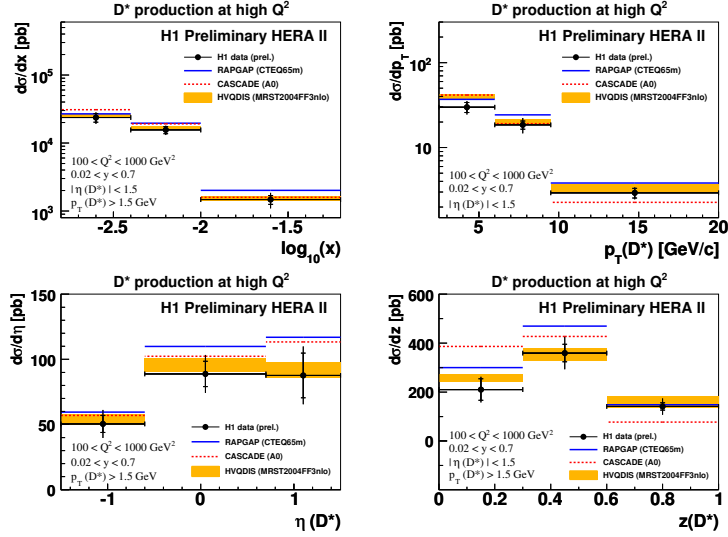 D* production at high Q²
dσ/dx [pb]
H1 Preliminary HERA II
H1 data (prel.)
RAPGAP (CTEQ65m)
CASCADE (A0)
HVQDIS (MRST2004FF3nlo)
10⁵
10⁴
10³
100 < Q² < 1000 GeV²
0.02 < y < 0.7
| η (D*) | < 1.5
p_T (D*) > 1.5 GeV
-2.5 -2 -1.5
log₁₀(x)
D* production at high Q²
dσ/dp_T [pb]
H1 Preliminary HERA II
H1 data (prel.)
RAPGAP (CTEQ65m)
CASCADE (A0)
HVQDIS (MRST2004FF3nlo)
10²
10
1
100 < Q² < 1000 GeV²
0.02 < y < 0.7
| η (D*) | < 1.5
5 10 15 20
p_T(D*) [GeV/c]
D* production at high Q²
dσ/dη [pb]
H1 Preliminary HERA II
150
100
50
0
100 < Q² < 1000 GeV²
0.02 < y < 0.7
| η (D*) | < 1.5
p_T (D*) > 1.5 GeV
H1 data (prel.)
RAPGAP (CTEQ65m)
CASCADE (A0)
HVQDIS (MRST2004FF3nlo)
-1 0 1
η (D*)
D* production at high Q²
dσ/dz [pb]
H1 Preliminary HERA II
600
400
200
0
100 < Q² < 1000 GeV²
0.02 < y < 0.7
| η (D*) | < 1.5
p_T (D*) > 1.5 GeV
H1 data (prel.)
RAPGAP (CTEQ65m)
CASCADE (A0)
HVQDIS (MRST2004FF3nlo)
0 0.2 0.4 0.6 0.8 1
z(D*)